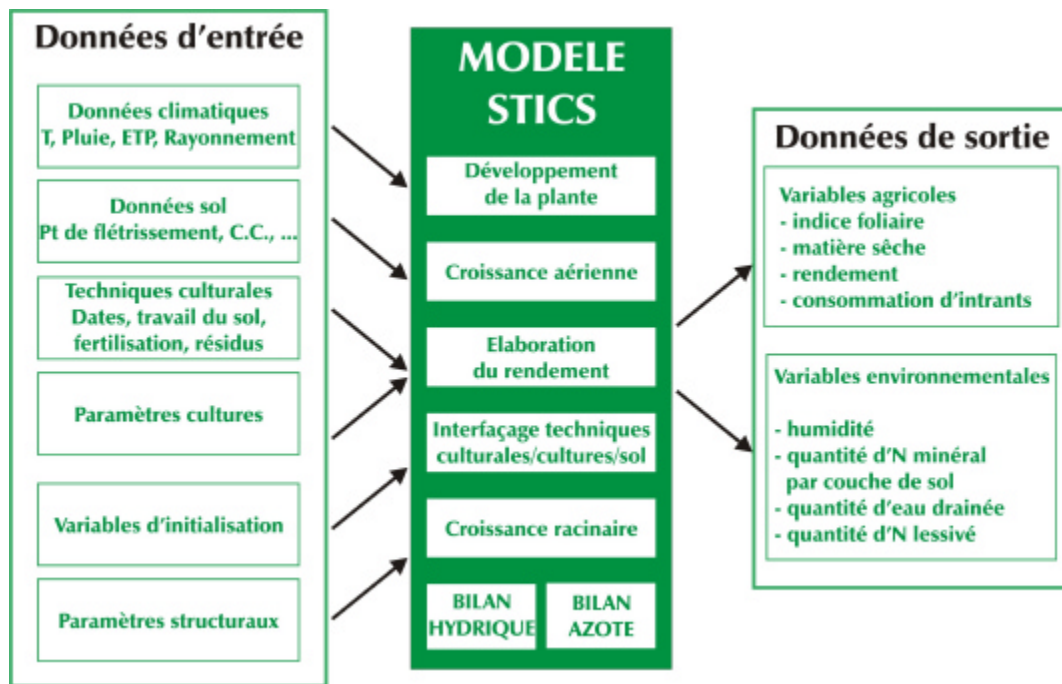 Données d'entrée
Données climatiques
T, Pluie, ETP, Rayonnement
Données sol
Pt de flétrissement, C.C., ...
Techniques culturales
Dates, travail du sol,
fertilisation, résidus
Paramètres cultures
Variables d'initialisation
Paramètres structuraux
MODELE
STICS
Développement
de la plante
Croissance aérienne
Elaboration
du rendement
Interfaçage techniques
culturales/cultures/sol
Croissance racinaire
BILAN
HYDRIQUE
BILAN
AZOTE
Données de sortie
Variables agricoles
- indice foliaire
- matière sêche
- rendement
- consommation d'intrants
Variables environnementales
- humidité
- quantité d'N minéral
par couche de sol
- quantité d'eau drainée
- quantité d'N lessivé